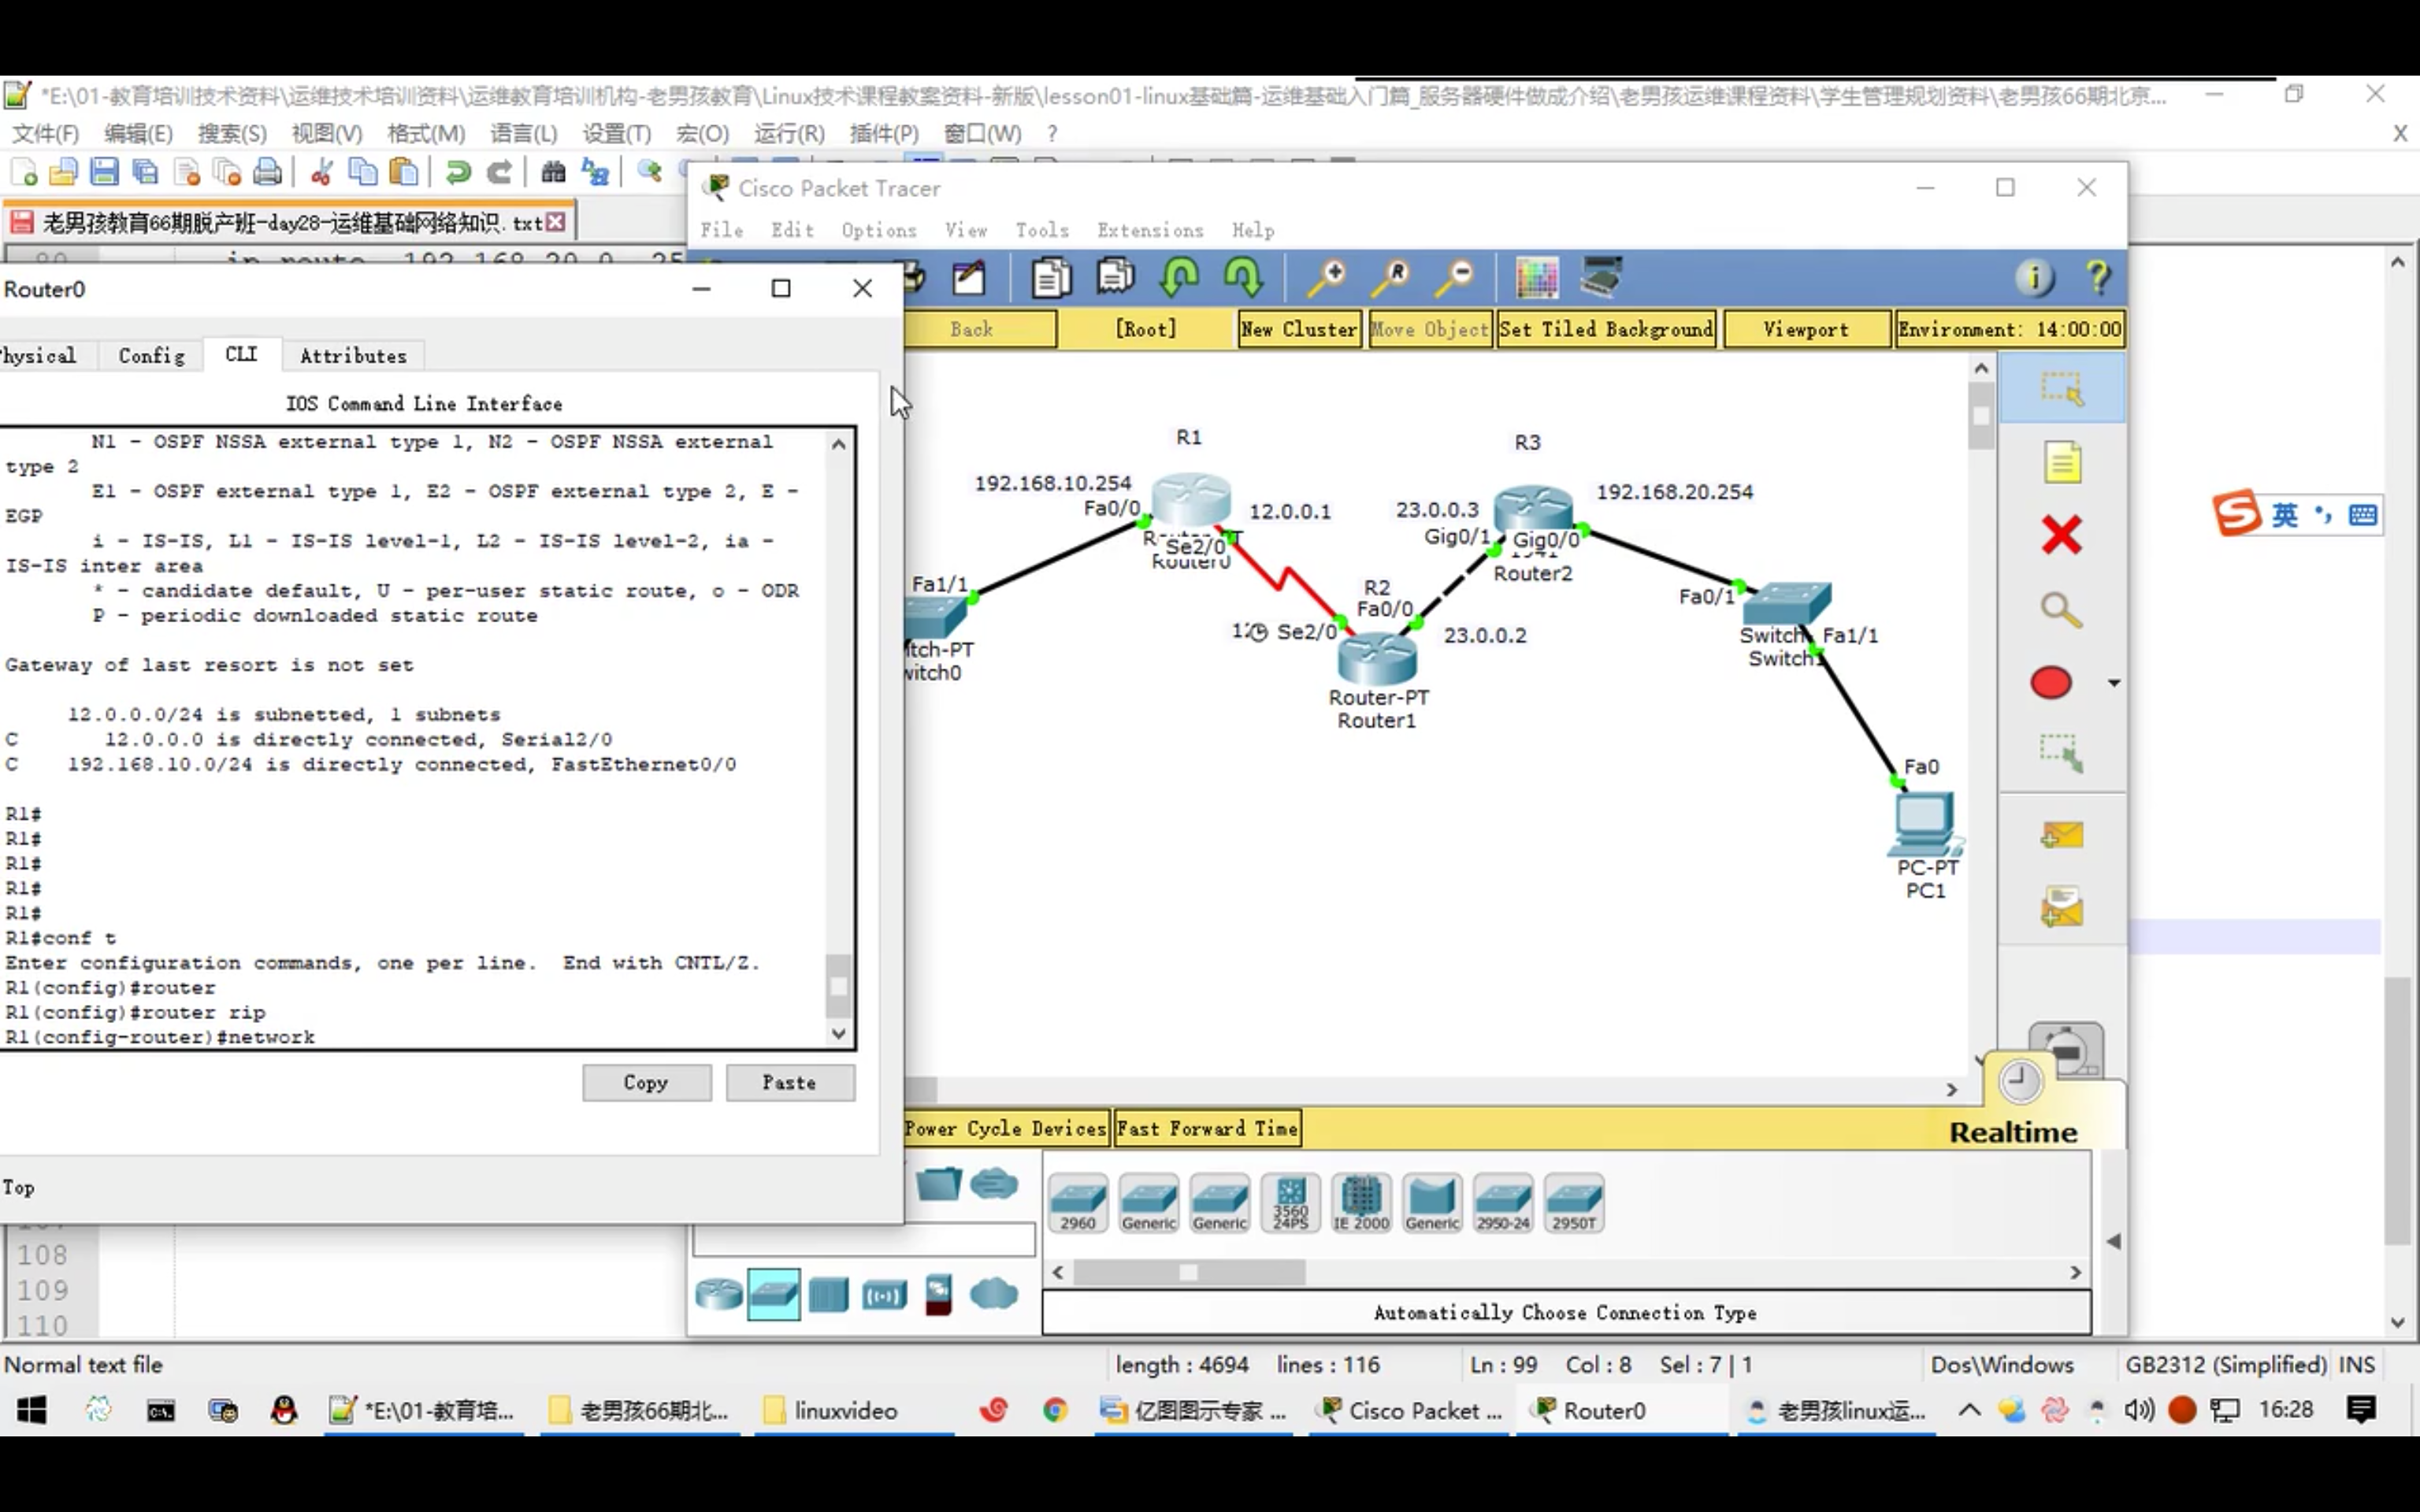 *E:\01-教育培训技术资料\运维技术培训资料\运维教育培训机构-老男孩教育\Linux技术课程教案资料-新版\lesson01-linux基础篇-运维基础入门篇_服务器硬件做成介绍\老男孩运维课程资料\学生管理规划资料\老男孩66期北京...
文件(F) 编辑(E) 搜索(S) 视图(V) 格式(M) 语言(L) 设置(T) 宏(O) 运行(R) 插件(P) 窗口(W) ? X
老男孩教育66期脱产班-day28-运维基础网络知识.txt
Cisco Packet Tracer
File Edit Options View Tools Extensions Help
Back [Root] New Cluster Move Object Set Tiled Background Viewport Environment: 14:00:00
Router0
Physical Config CLI Attributes
IOS Command Line Interface
N1 - OSPF NSSA external type 1, N2 - OSPF NSSA external
type 2
E1 - OSPF external type 1, E2 - OSPF external type 2, E -
EGP
i - IS-IS, L1 - IS-IS level-1, L2 - IS-IS level-2, ia -
IS-IS inter area
* - candidate default, U - per-user static route, o - ODR
P - periodic downloaded static route
Gateway of last resort is not set
12.0.0.0/24 is subnetted, 1 subnets
C 12.0.0.0 is directly connected, Serial2/0
C 192.168.10.0/24 is directly connected, FastEthernet0/0
R1#
R1#
R1#
R1#
R1#
R1#conf t
Enter configuration commands, one per line. End with CNTL/Z.
R1(config)#router
R1(config)#router rip
R1(config-router)#network
Copy Paste
Top
R1
192.168.10.254
Fa0/0
12.0.0.1
Se2/0
Router0
Fa1/1
R3
23.0.0.3
192.168.20.254
Gig0/1
Gig0/0
Router2
R2
Fa0/0
Se2/0
23.0.0.2
Router-PT
Router1
Fa0/1
Fa1/1
Fa0
PC-PT
PC1
英
Power Cycle Devices Fast Forward Time
Realtime
2960 Generic Generic 3560 24PS IE 2000 Generic 2950-24 2950T
Automatically Choose Connection Type
108
109
110
Normal text file length : 4694 lines : 116 Ln : 99 Col : 8 Sel : 7 | 1 Dos\Windows GB2312 (Simplified) INS
*E:\01-教育培... 老男孩66期北... linuxvideo 亿图图示专家 ... Cisco Packet ... Router0 老男孩linux运... 16:28